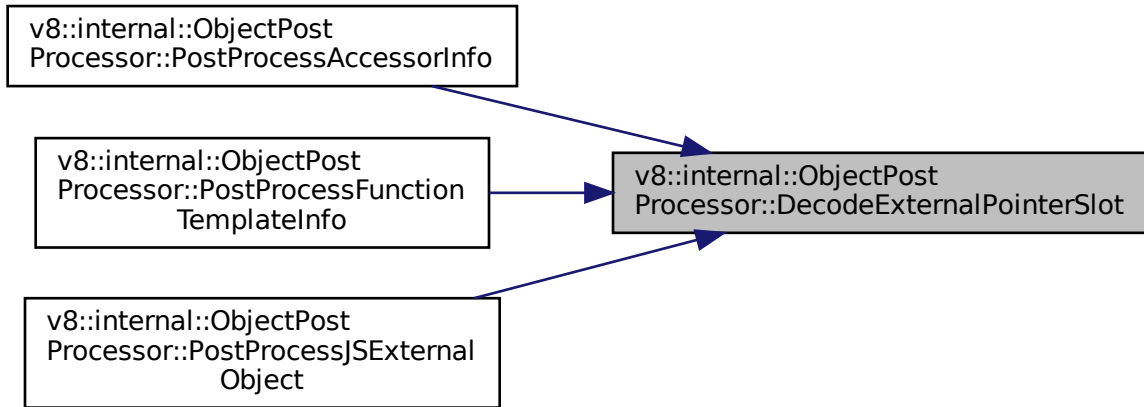 v8::internal::ObjectPost
Processor::PostProcessAccessorInfo
v8::internal::ObjectPost
Processor::PostProcessFunction
TemplateInfo
v8::internal::ObjectPost
Processor::PostProcessJSExternal
Object
v8::internal::ObjectPost
Processor::DecodeExternalPointerSlot